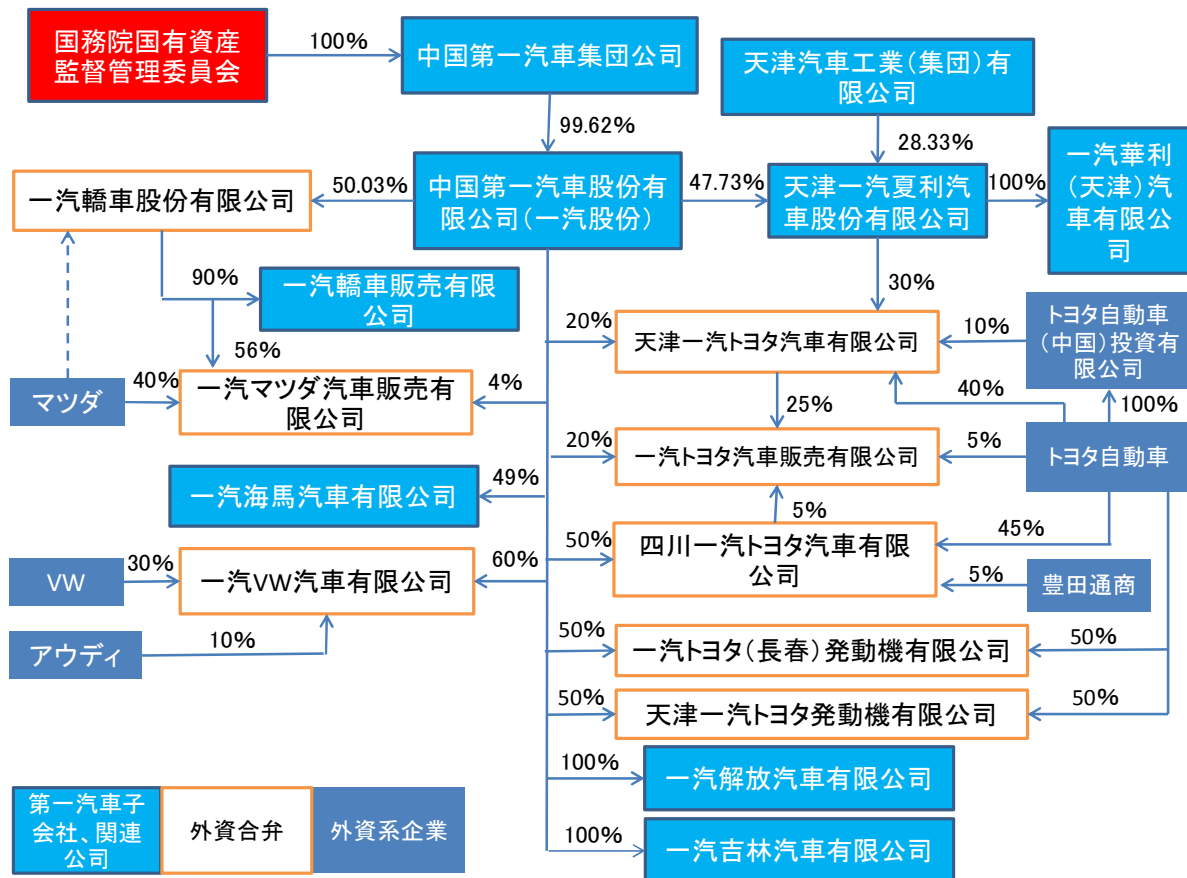 国務院国有資産
監督管理委員会
100%
中国第一汽車集団公司
天津汽車工業(集団)有
限公司
99.62%
28.33%
一汽轎車股份有限公司
50.03%
中国第一汽車股份有
限公司(一汽股份)
47.73%
天津一汽夏利汽
車股份有限公司
100%
一汽華利
(天津)汽
車有限公
司
90%
一汽轎車販売有限
公司
30%
20%
天津一汽トヨタ汽車有限公司
10%
トヨタ自動車
(中国)投資有
限公司
56%
マツダ
40%
一汽マツダ汽車販売有
限公司
4%
25%
40%
100%
20%
一汽トヨタ汽車販売有限公司
5%
トヨタ自動車
一汽海馬汽車有限公司
49%
5%
50%
四川一汽トヨタ汽車有限
公司
45%
VW
30%
一汽VW汽車有限公司
60%
5%
豊田通商
アウディ
10%
50%
一汽トヨタ(長春)発動機有限公司
50%
50%
天津一汽トヨタ発動機有限公司
50%
100%
一汽解放汽車有限公司
第一汽車子
会社、関連
公司
外資合弁
外資系企業
100%
一汽吉林汽車有限公司